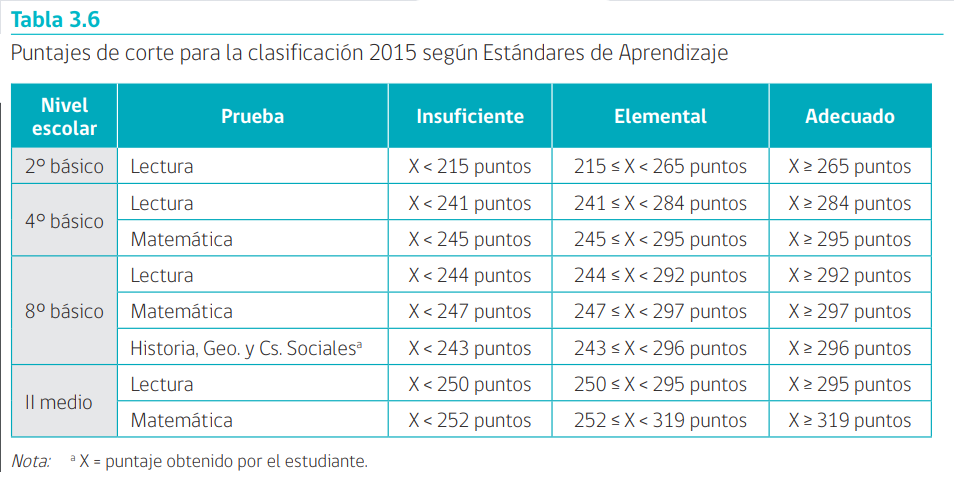 Tabla 3.6
Puntajes de corte para la clasificación 2015 según Estándares de Aprendizaje
Nivel escolar Prueba Insuficiente Elemental Adecuado
2º básico Lectura X < 215 puntos 215 ≤ X < 265 puntos X ≥ 265 puntos
4º básico Lectura X < 241 puntos 241 ≤ X < 284 puntos X ≥ 284 puntos
Matemática X < 245 puntos 245 ≤ X < 295 puntos X ≥ 295 puntos
8º básico Lectura X < 244 puntos 244 ≤ X < 292 puntos X ≥ 292 puntos
Matemática X < 247 puntos 247 ≤ X < 297 puntos X ≥ 297 puntos
Historia, Geo. y Cs. Socialesª X < 243 puntos 243 ≤ X < 296 puntos X ≥ 296 puntos
II medio Lectura X < 250 puntos 250 ≤ X < 295 puntos X ≥ 295 puntos
Matemática X < 252 puntos 252 ≤ X < 319 puntos X ≥ 319 puntos
Nota: ª X = puntaje obtenido por el estudiante.